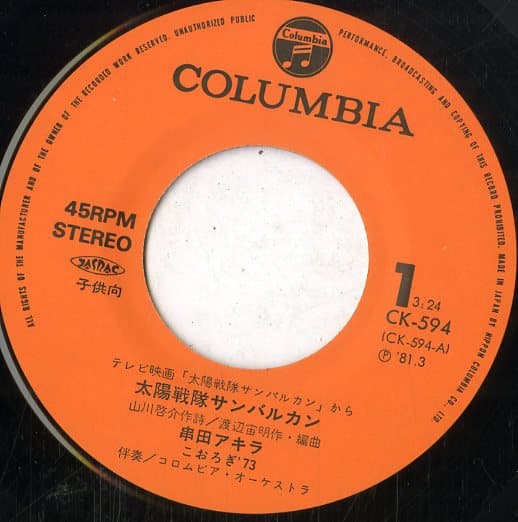 ALL RIGHTS OF THE MANUFACTURER AND OF THE OWNER OF THE RECORDED WORK RESERVED. UNAUTHORIZED PUBLIC PERFORMANCE, BROADCASTING AND COPYING OF THIS RECORD PROHIBITED. MADE IN JAPAN BY NIPPON COLUMBIA CO., LTD.
Columbia
COLUMBIA
45RPM
STEREO
JASRAC
子供向
1
3:24
CK-594
(CK-594-A)
Ⓟ '81.3
テレビ映画「太陽戦隊サンバルカン」から
太陽戦隊サンバルカン
山川啓介作詩/渡辺宙明作・編曲
串田アキラ
こおろぎ'73
伴奏/コロムビア・オーケストラ